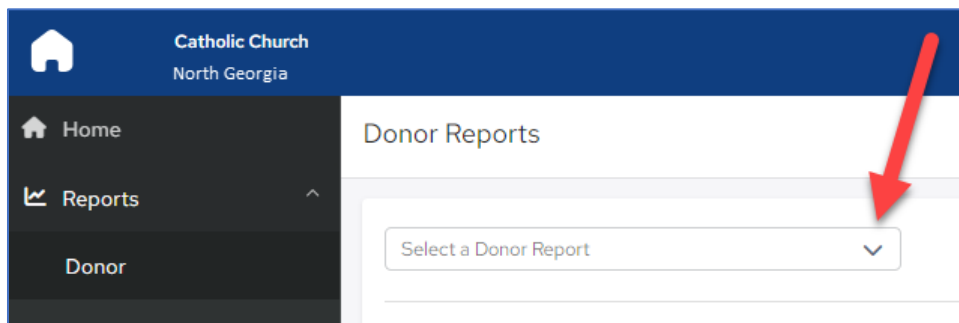 Catholic Church
North Georgia
Home
Reports
Donor
Donor Reports
Select a Donor Report